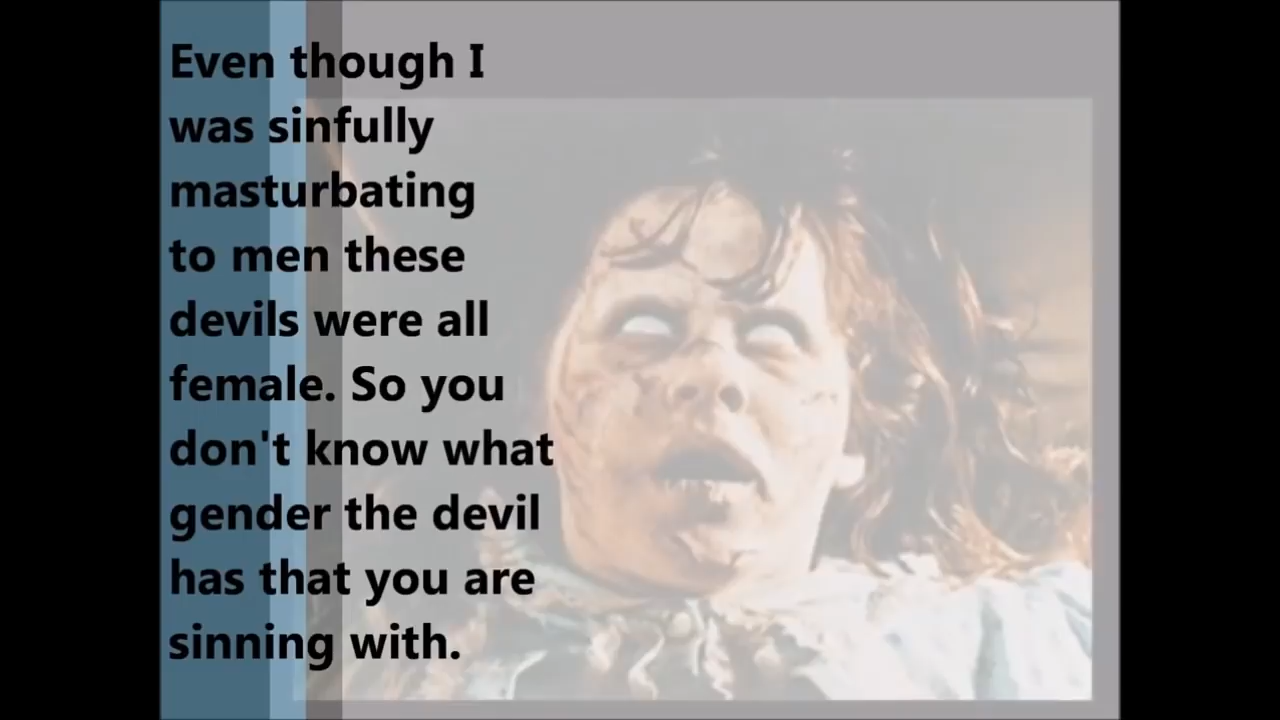 Even though I
was sinfully
masturbating
to men these
devils were all
female. So you
don't know what
gender the devil
has that you are
sinning with.